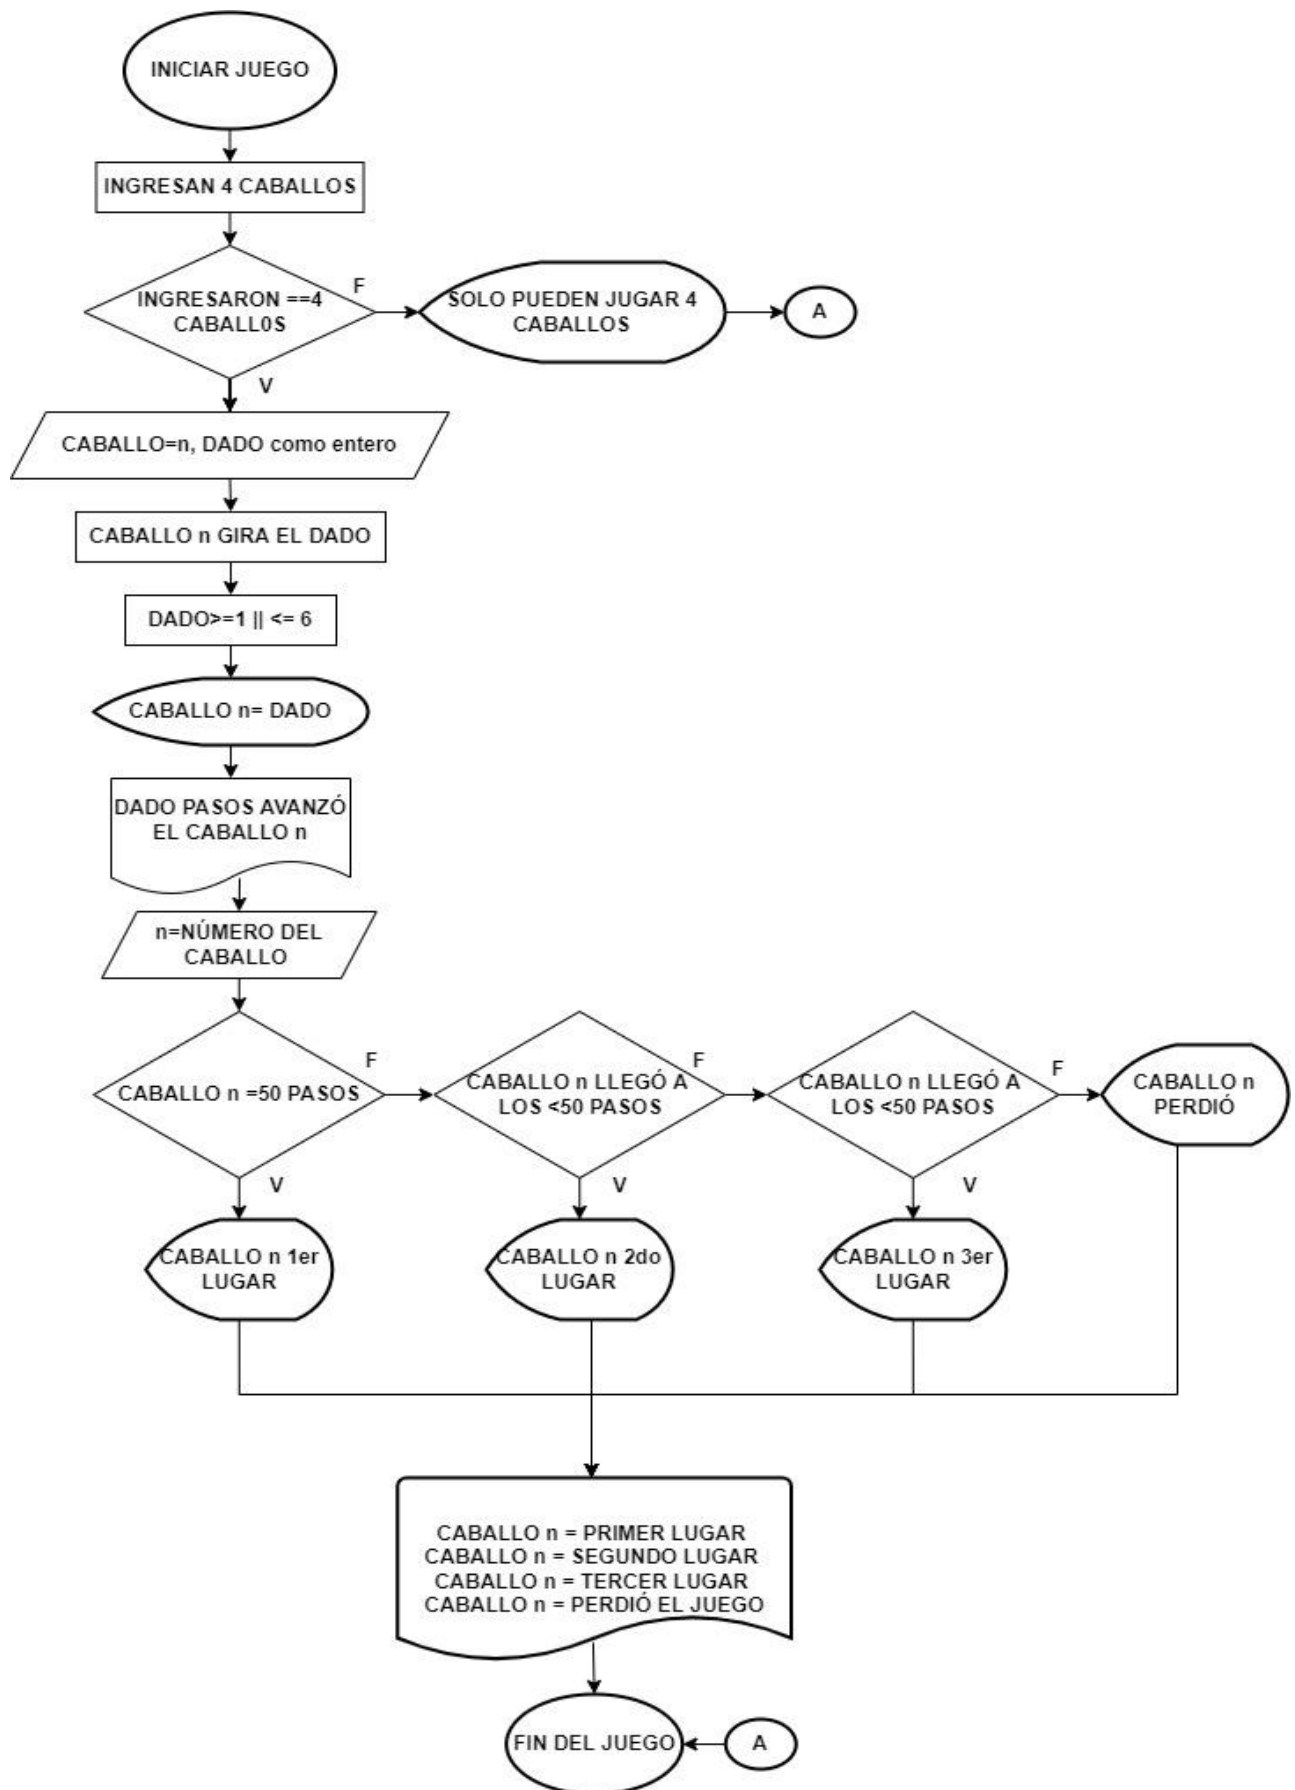 INICIAR JUEGO
INGRESAN 4 CABALLOS
INGRESARON ==4
CABALL0S
F
SOLO PUEDEN JUGAR 4
CABALLOS
A
V
CABALLO=n, DADO como entero
CABALLO n GIRA EL DADO
DADO>=1 || <= 6
CABALLO n= DADO
DADO PASOS AVANZÓ
EL CABALLO n
n=NÚMERO DEL
CABALLO
CABALLO n =50 PASOS
F
CABALLO n LLEGÓ A
LOS <50 PASOS
F
CABALLO n LLEGÓ A
LOS <50 PASOS
F
CABALLO n
PERDIÓ
V
V
V
CABALLO n 1er
LUGAR
CABALLO n 2do
LUGAR
CABALLO n 3er
LUGAR
CABALLO n = PRIMER LUGAR
CABALLO n = SEGUNDO LUGAR
CABALLO n = TERCER LUGAR
CABALLO n = PERDIÓ EL JUEGO
FIN DEL JUEGO
A